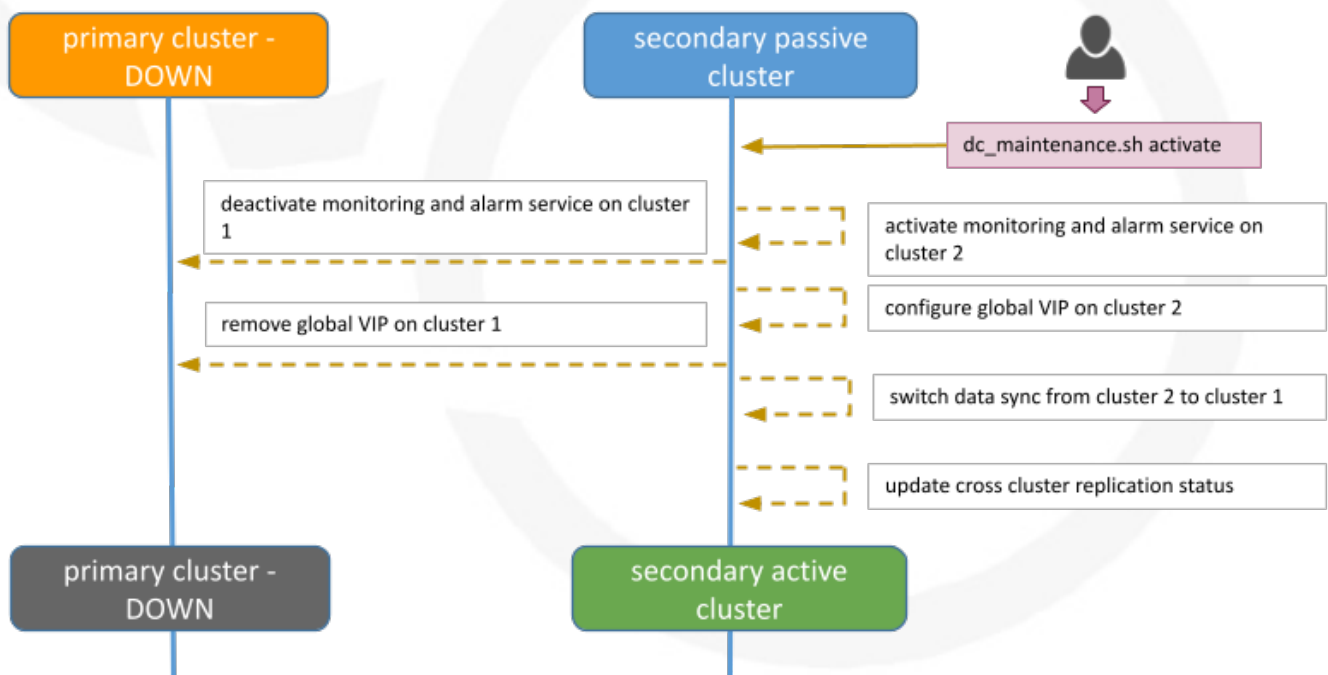 primary cluster -
DOWN
secondary passive
cluster
dc_maintenance.sh activate
deactivate monitoring and alarm service on cluster
1
activate monitoring and alarm service on
cluster 2
remove global VIP on cluster 1
configure global VIP on cluster 2
switch data sync from cluster 2 to cluster 1
update cross cluster replication status
primary cluster -
DOWN
secondary active
cluster